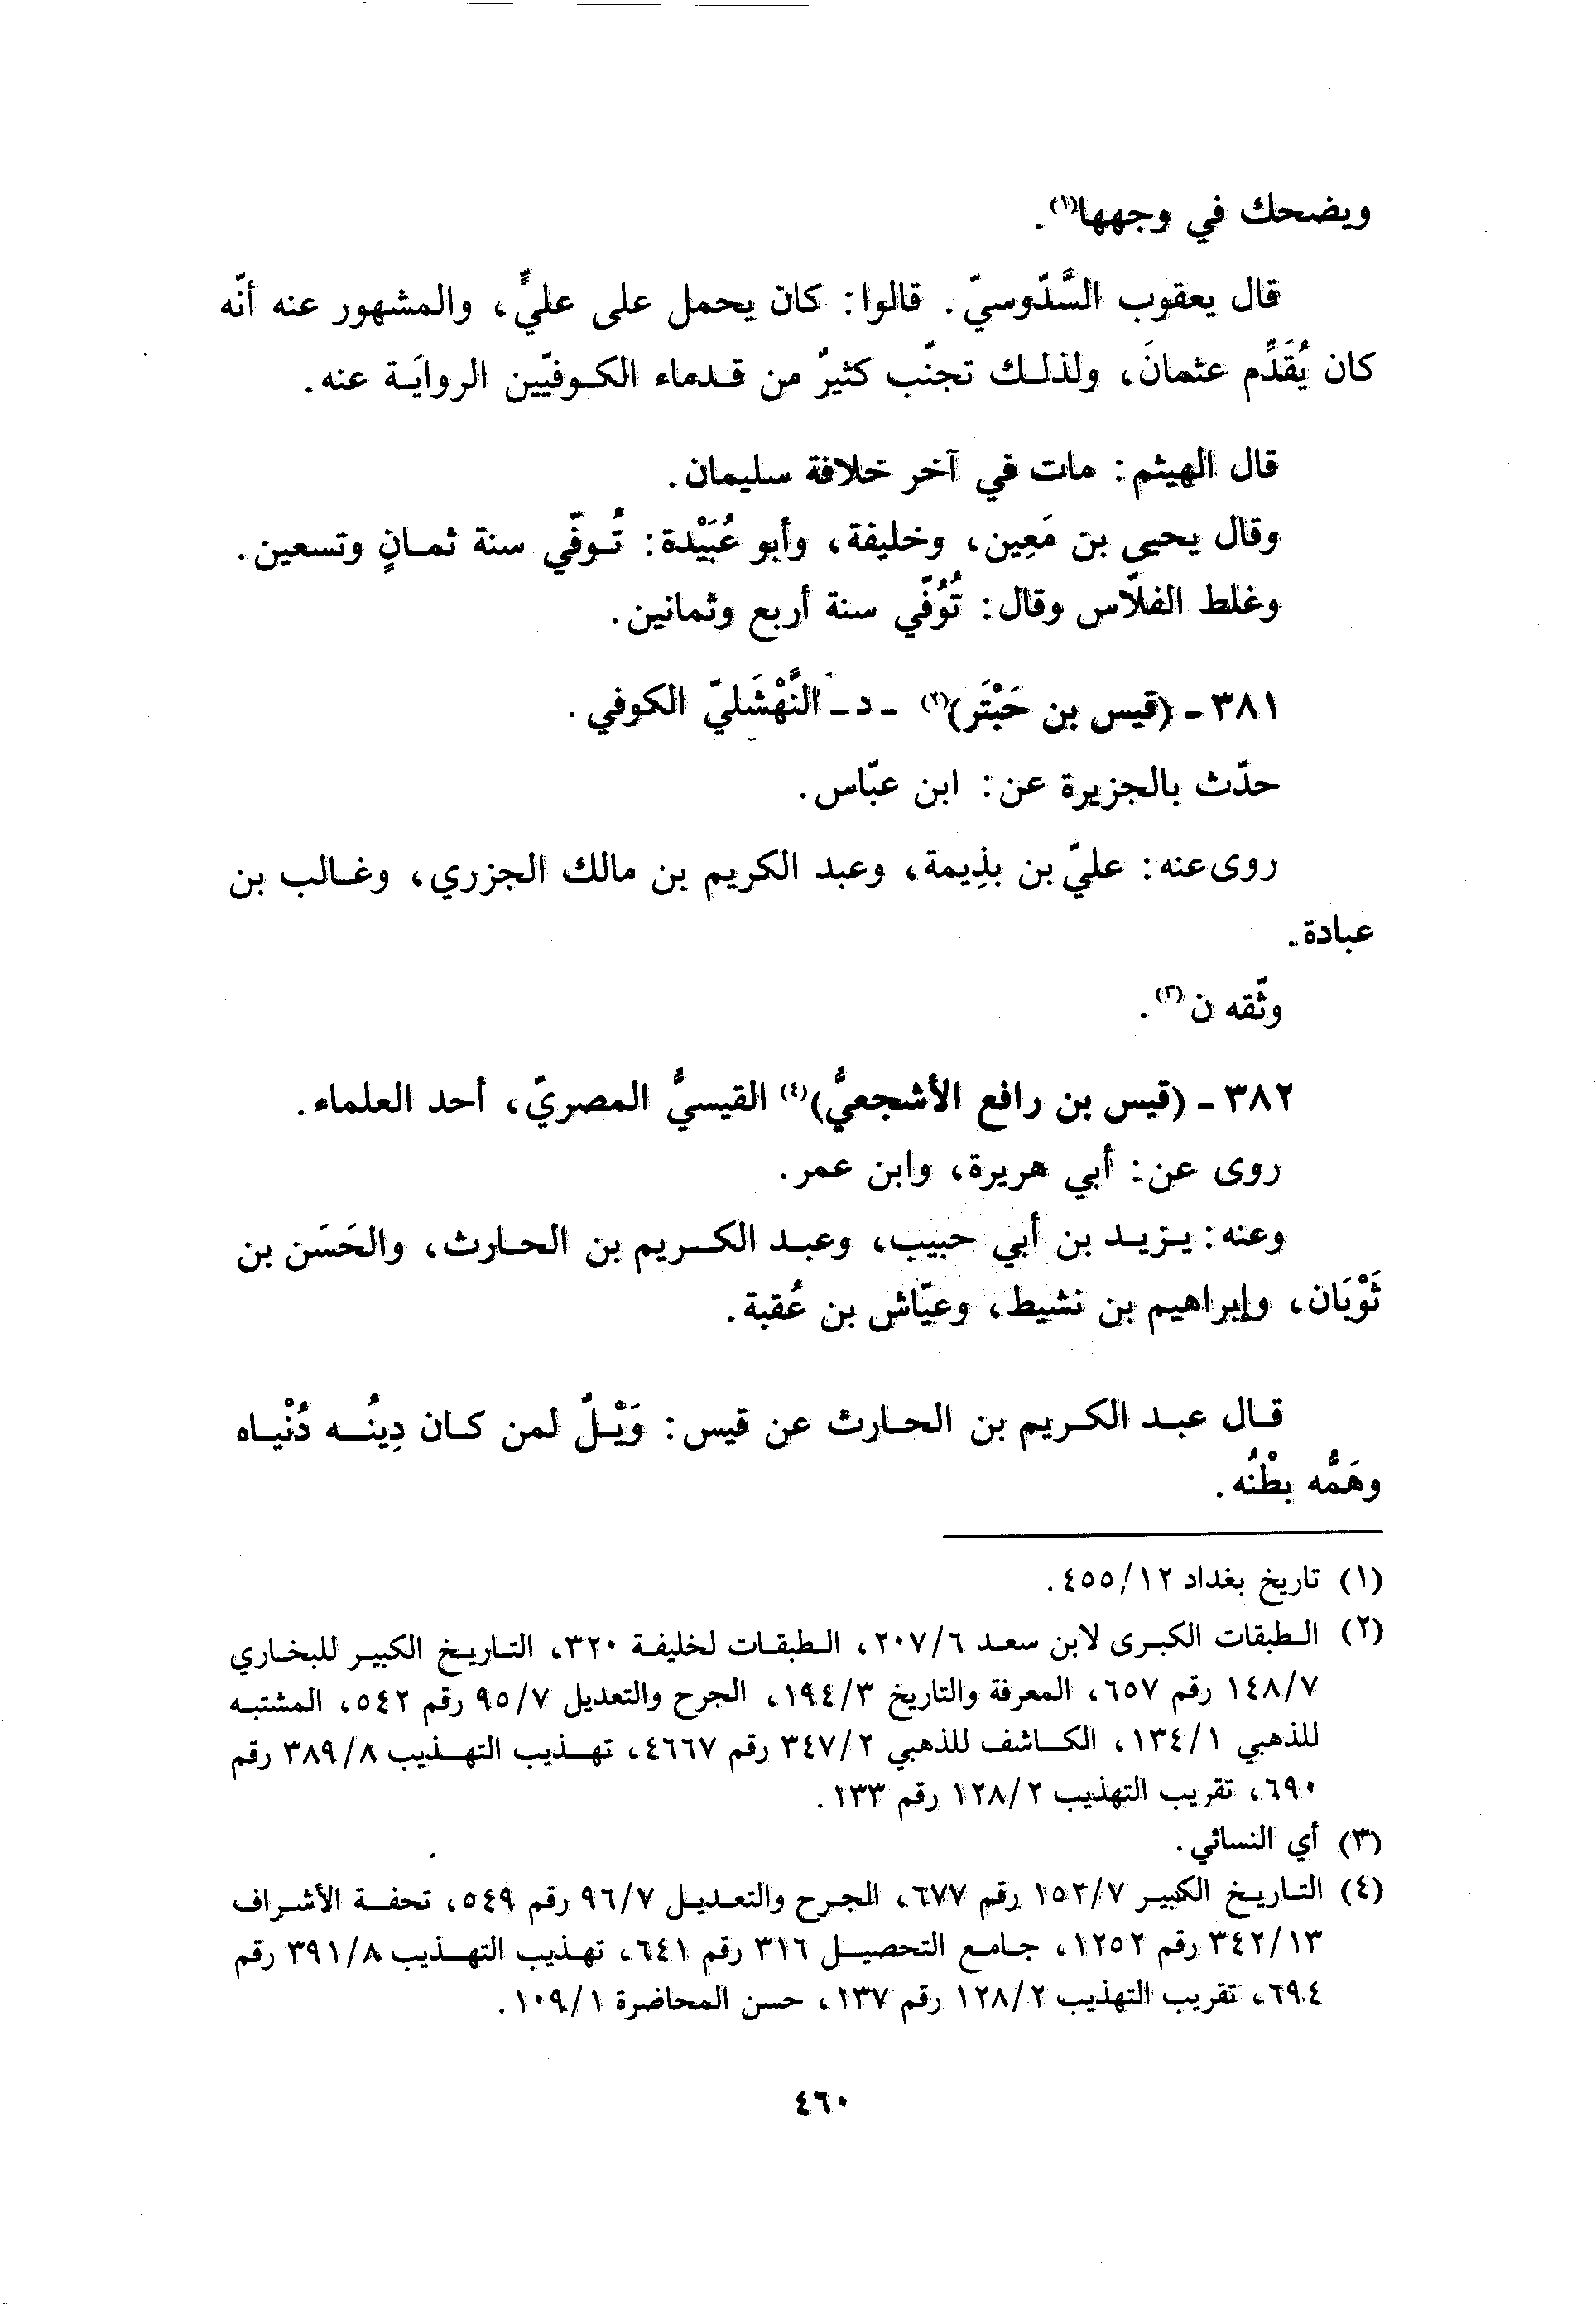 ويضحك في وجهها(١).
قال يعقوب السَّدّوسيّ. قالوا: كان يحمل على عليٍّ، والمشهور عنه أنّه
كان يُقَدِّم عثمانَ، ولذلك تجنّب كثيرٌ من قدماء الكوفيّين الروايَة عنه.
قال الهيثم: مات في آخر خلافة سليمان.
وقال يحيى بن مَعِين، وخليفة، وأبو عُبَيْدة: تُوفّي سنة ثمانٍ وتسعين.
وغلط الفلّاس وقال: تُوُفّي سنة أربع وثمانين.
٣٨١ - (قيس بن حَبْتَر)(٢) - د - النَّهْشَليّ الكوفي.
حدّث بالجزيرة عن: ابن عبّاس.
روى عنه: عليّ بن بذِيمة، وعبد الكريم بن مالك الجزري، وغالب بن
عبادة.
وثّقه ن(٣).
٣٨٢ - (قيس بن رافع الأشجعيُّ)(٤) القيسيُّ المصريّ، أحد العلماء.
روى عن: أبي هريرة، وابن عمر.
وعنه: يزيد بن أبي حبيب، وعبد الكريم بن الحارث، والحَسَن بن
ثَوْبَان، وإبراهيم بن نشيط، وعيّاش بن عُقبة.
قال عبد الكريم بن الحارث عن قيس: وَيْلٌ لمن كان دِينُه دُنْياه
وهَمُّه بطْنُه.
(١) تاريخ بغداد ١٢/٤٥٥.
(٢) الطبقات الكبرى لابن سعد ٦/٢٠٧، الطبقات لخليفة ٣٢٠، التاريخ الكبير للبخاري
٧/١٤٨ رقم ٦٥٧، المعرفة والتاريخ ٣/١٩٤، الجرح والتعديل ٧/٩٥ رقم ٥٤٢، المشتبه
للذهبي ١/١٣٤، الكاشف للذهبي ٢/٣٤٧ رقم ٤٦٦٧، تهذيب التهذيب ٨/٣٨٩ رقم
٦٩٠، تقريب التهذيب ٢/١٢٨ رقم ١٣٣.
(٣) أي النسائي.
(٤) التاريخ الكبير ٧/١٥٢ رقم ٦٧٧، الجرح والتعديل ٧/٩٦ رقم ٥٤٩، تحفة الأشراف
١٣/٣٤٢ رقم ١٢٥٢، جامع التحصيل ٣١٦ رقم ٦٤١، تهذيب التهذيب ٨/٣٩١ رقم
٦٩٤، تقريب التهذيب ٢/١٢٨ رقم ١٣٧، حسن المحاضرة ١/١٠٩.
٤٦٠